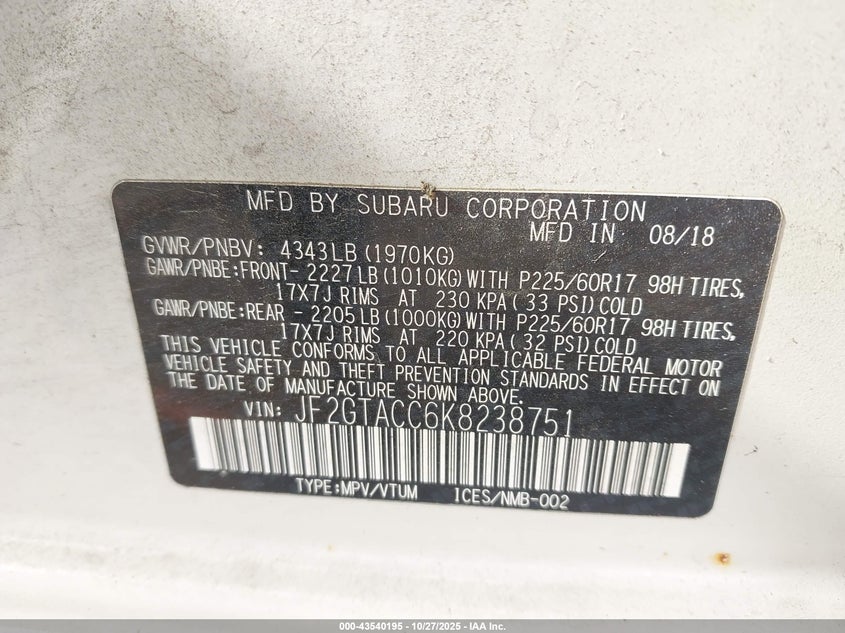 MFD BY SUBARU CORPORATION
MFD IN 08/18
GVWR/PNBV: 4343LB (1970KG)
GAWR/PNBE:FRONT- 2227LB (1010KG) WITH P225/60R17 98H TIRES,
17X7J RIMS AT 230 KPA ( 33 PSI) COLD
GAWR/PNBE:REAR - 2205LB (1000KG) WITH P225/60R17 98H TIRES,
17X7J RIMS AT 220 KPA ( 32 PSI) COLD
THIS VEHICLE CONFORMS TO ALL APPLICABLE FEDERAL MOTOR
VEHICLE SAFETY AND THEFT PREVENTION STANDARDS IN EFFECT ON
THE DATE OF MANUFACTURE SHOWN ABOVE.
VIN: JF2GTACC6K8238751
TYPE:MPV/VTUM ICES/NMB-002
000-43540195 - 10/27/2025 - IAA Inc.